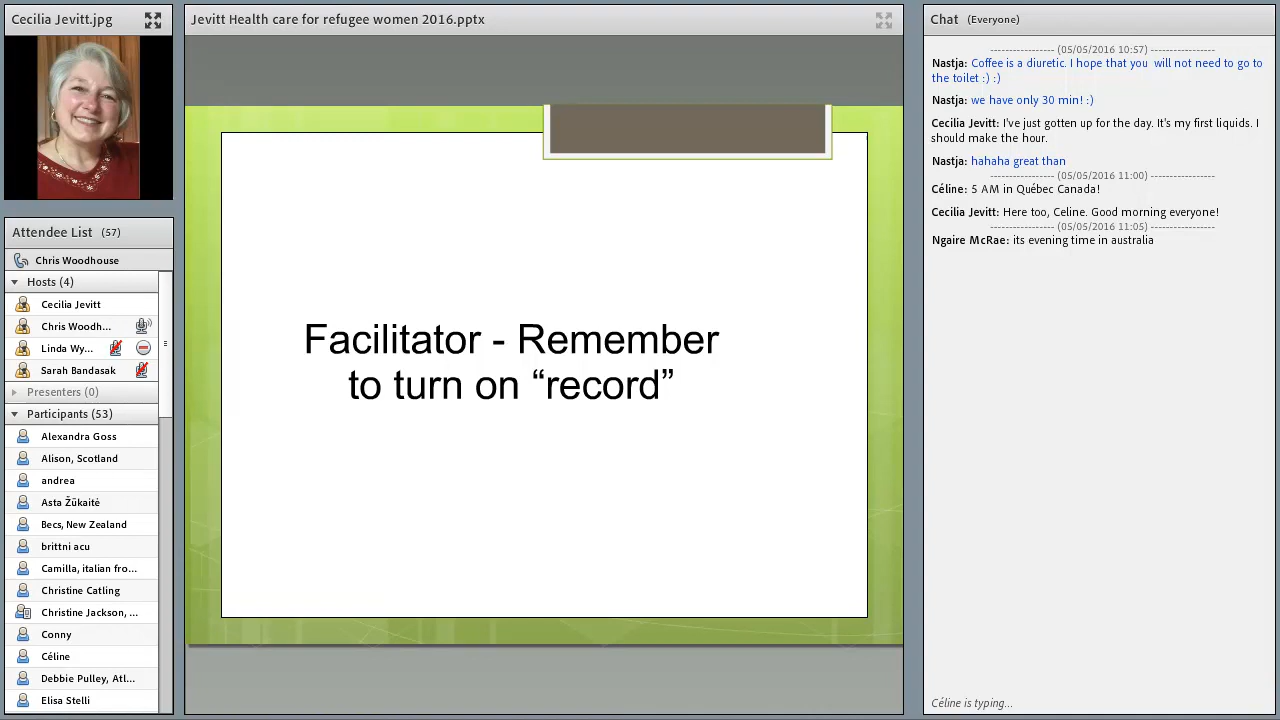 Cecilia Jevitt.jpg
Attendee List (57)
Chris Woodhouse
Hosts (4)
Cecilia Jevitt
Chris Woodh...
Linda Wy...
Sarah Bandasak
Presenters (0)
Participants (53)
Alexandra Goss
Alison, Scotland
andrea
Asta Žūkaitė
Becs, New Zealand
brittni acu
Camilla, italian fro...
Christine Catling
Christine Jackson, ...
Conny
Céline
Debbie Pulley, Atl...
Elisa Stelli
Jevitt Health care for refugee women 2016.pptx
Facilitator - Remember
to turn on “record”
Chat (Everyone)
----------------- (05/05/2016 10:57) -----------------
Nastja: Coffee is a diuretic. I hope that you will not need to go to
the toilet :) :)
Nastja: we have only 30 min! :)
Cecilia Jevitt: I've just gotten up for the day. It's my first liquids. I
should make the hour.
Nastja: hahaha great than
----------------- (05/05/2016 11:00) -----------------
Céline: 5 AM in Québec Canada!
Cecilia Jevitt: Here too, Celine. Good morning everyone!
----------------- (05/05/2016 11:05) -----------------
Ngaire McRae: its evening time in australia
Céline is typing...